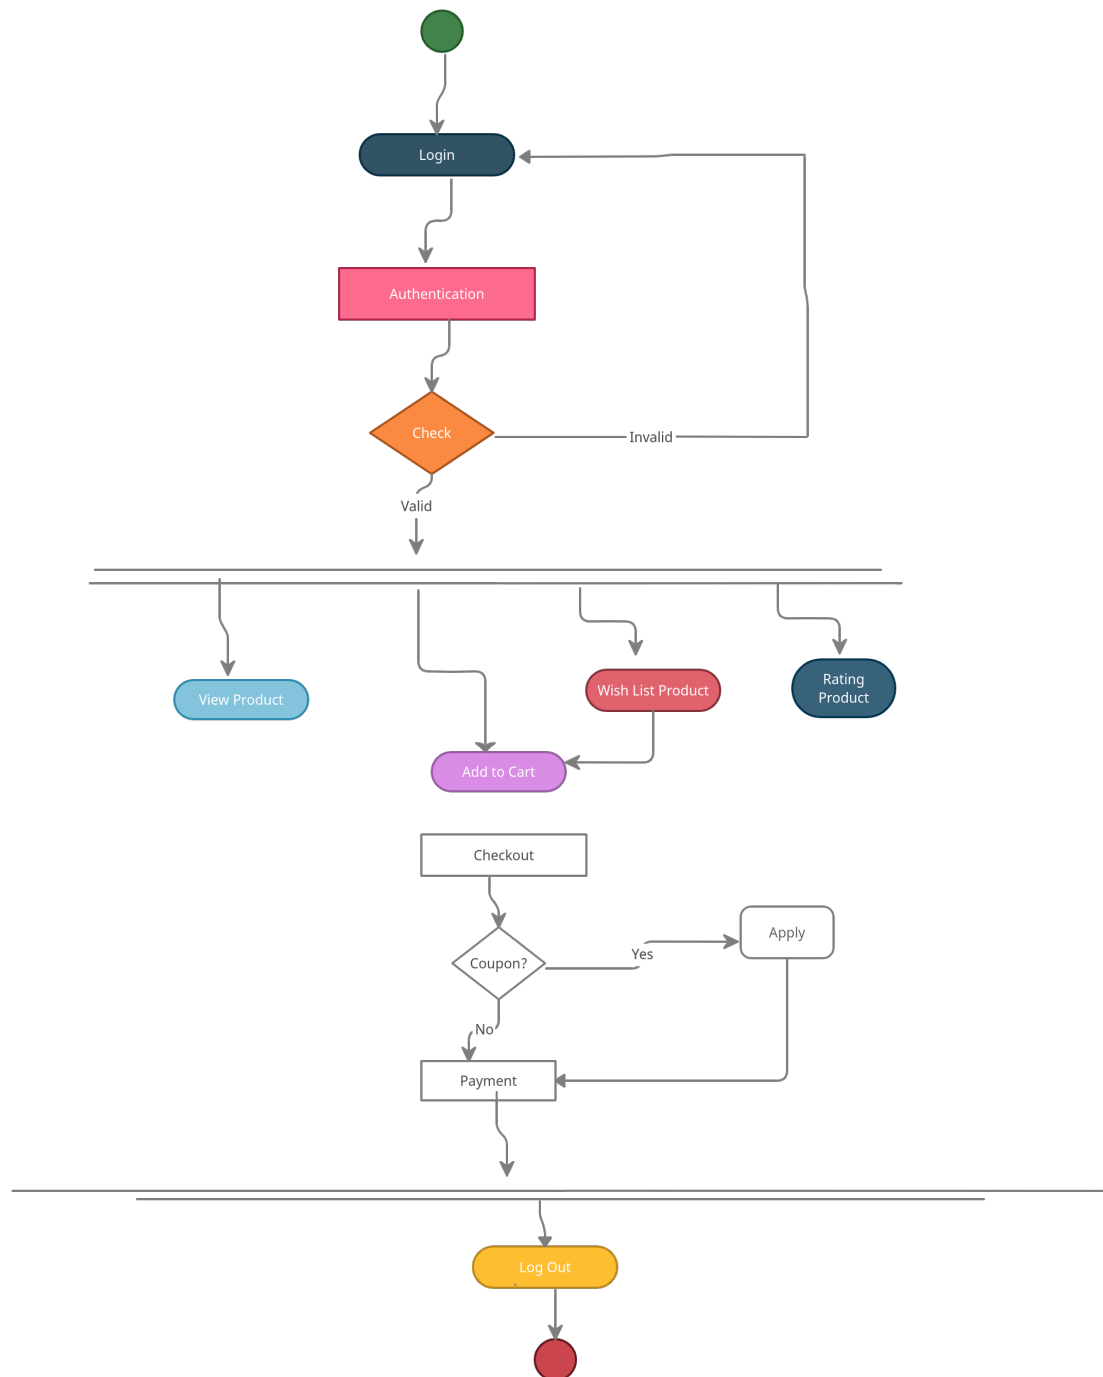 Login
Authentication
Check
Invalid
Valid
View Product
Wish List Product
Rating
Product
Add to Cart
Checkout
Apply
Yes
Coupon?
No
Payment
Log Out